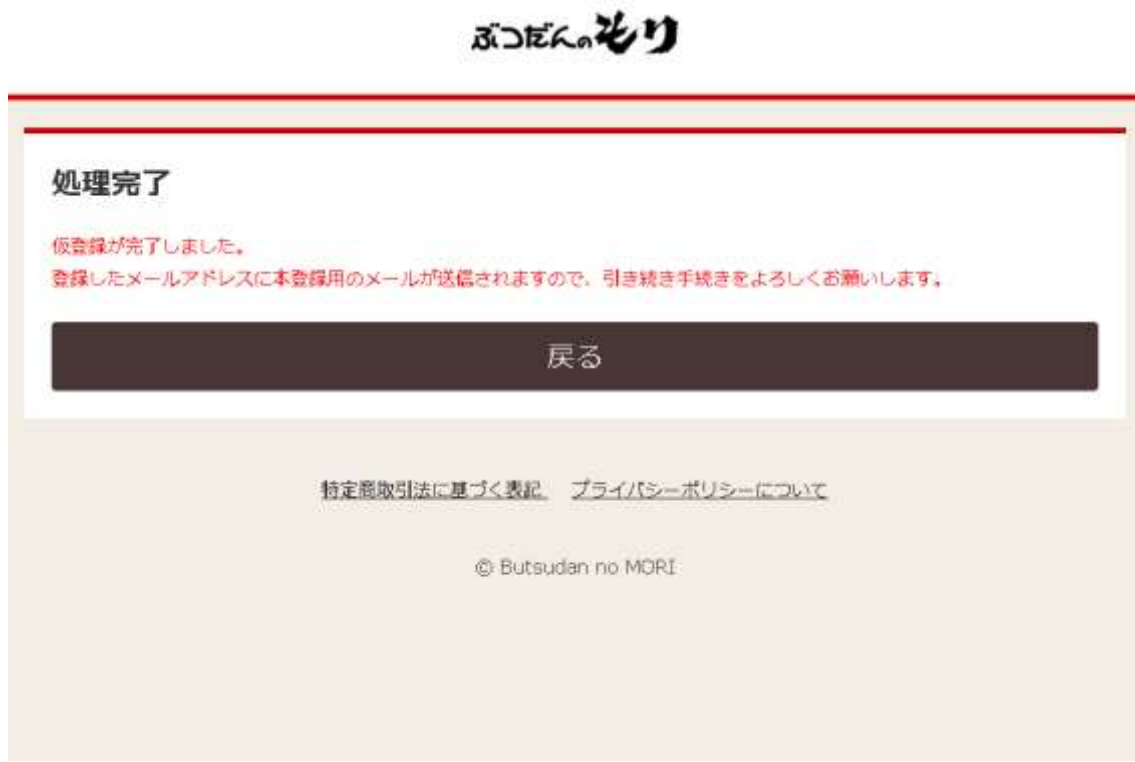 ぶつだんのもり
処理完了
仮登録が完了しました。
登録したメールアドレスに本登録用のメールが送信されますので、引き続き手続きをよろしくお願いします。
戻る
特定商取引法に基づく表記 プライバシーポリシーについて
© Butsudan no MORI